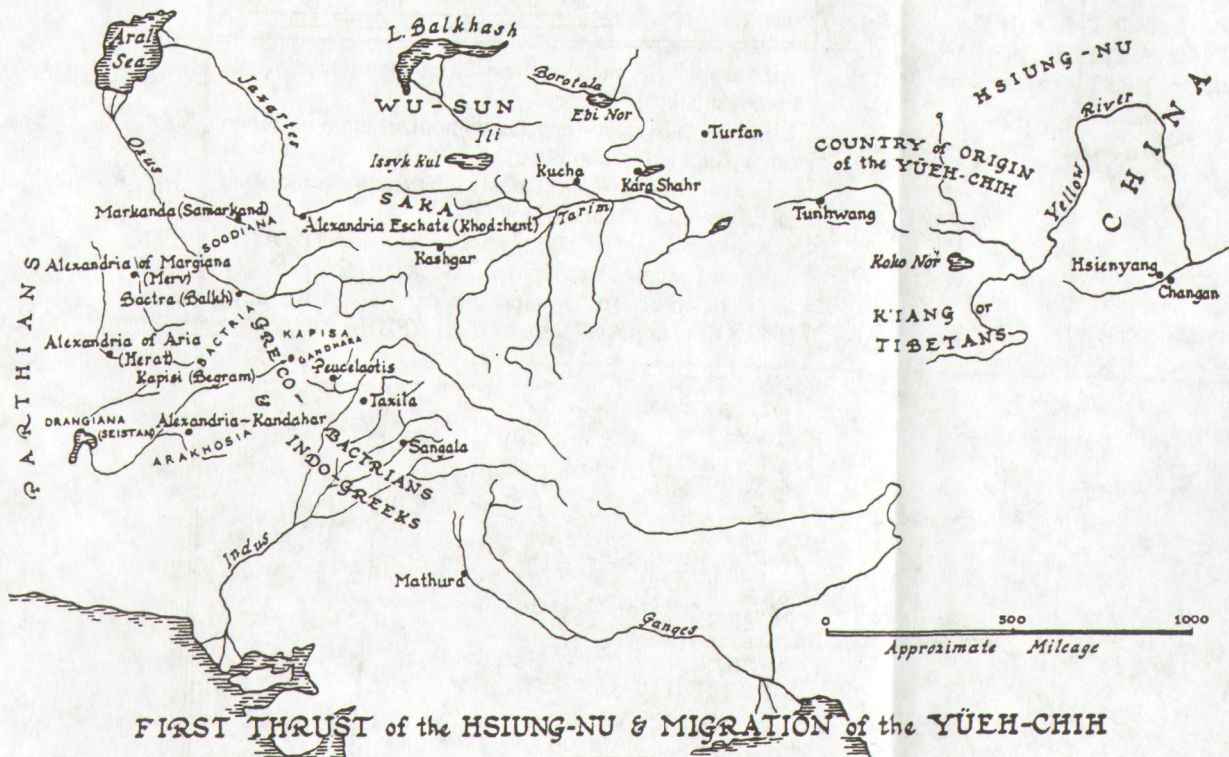 Aral
Sea
L. Balkhash
Jaxartes
Oxus
WU-SUN
Ili
Issyk Kul
Borotala
Ebi Nor
Turfan
HSIUNG-NU
CHINA
Yellow River
COUNTRY of ORIGIN
of the YÜEH-CHIH
Kucha
Kara Shahr
Tarim
Tunhwang
SAKA
Markanda (Samarkand)
SOGDIANA
Alexandria Eschate (Khodzhent)
Kashgar
Koko Nor
Hsienyang
Changan
Alexandria of Margiana
(Merv)
Bactra (Balkh)
PARTHIANS
BACTRIA
GREICO-
BACTRIANS
&
INDO-
GREEKS
KAPISA
GANDHARA
K'IANG or
TIBETANS
Alexandria of Aria
(Herat)
Kapisi (Begram)
Peucelaotis
Taxila
DRANGIANA
(SEISTAN)
Alexandria-Kandahar
ARAKHOSIA
Sangala
Indus
Mathura
Ganges
0 500 1000
Approximate Mileage
FIRST THRUST of the HSIUNG-NU & MIGRATION of the YÜEH-CHIH